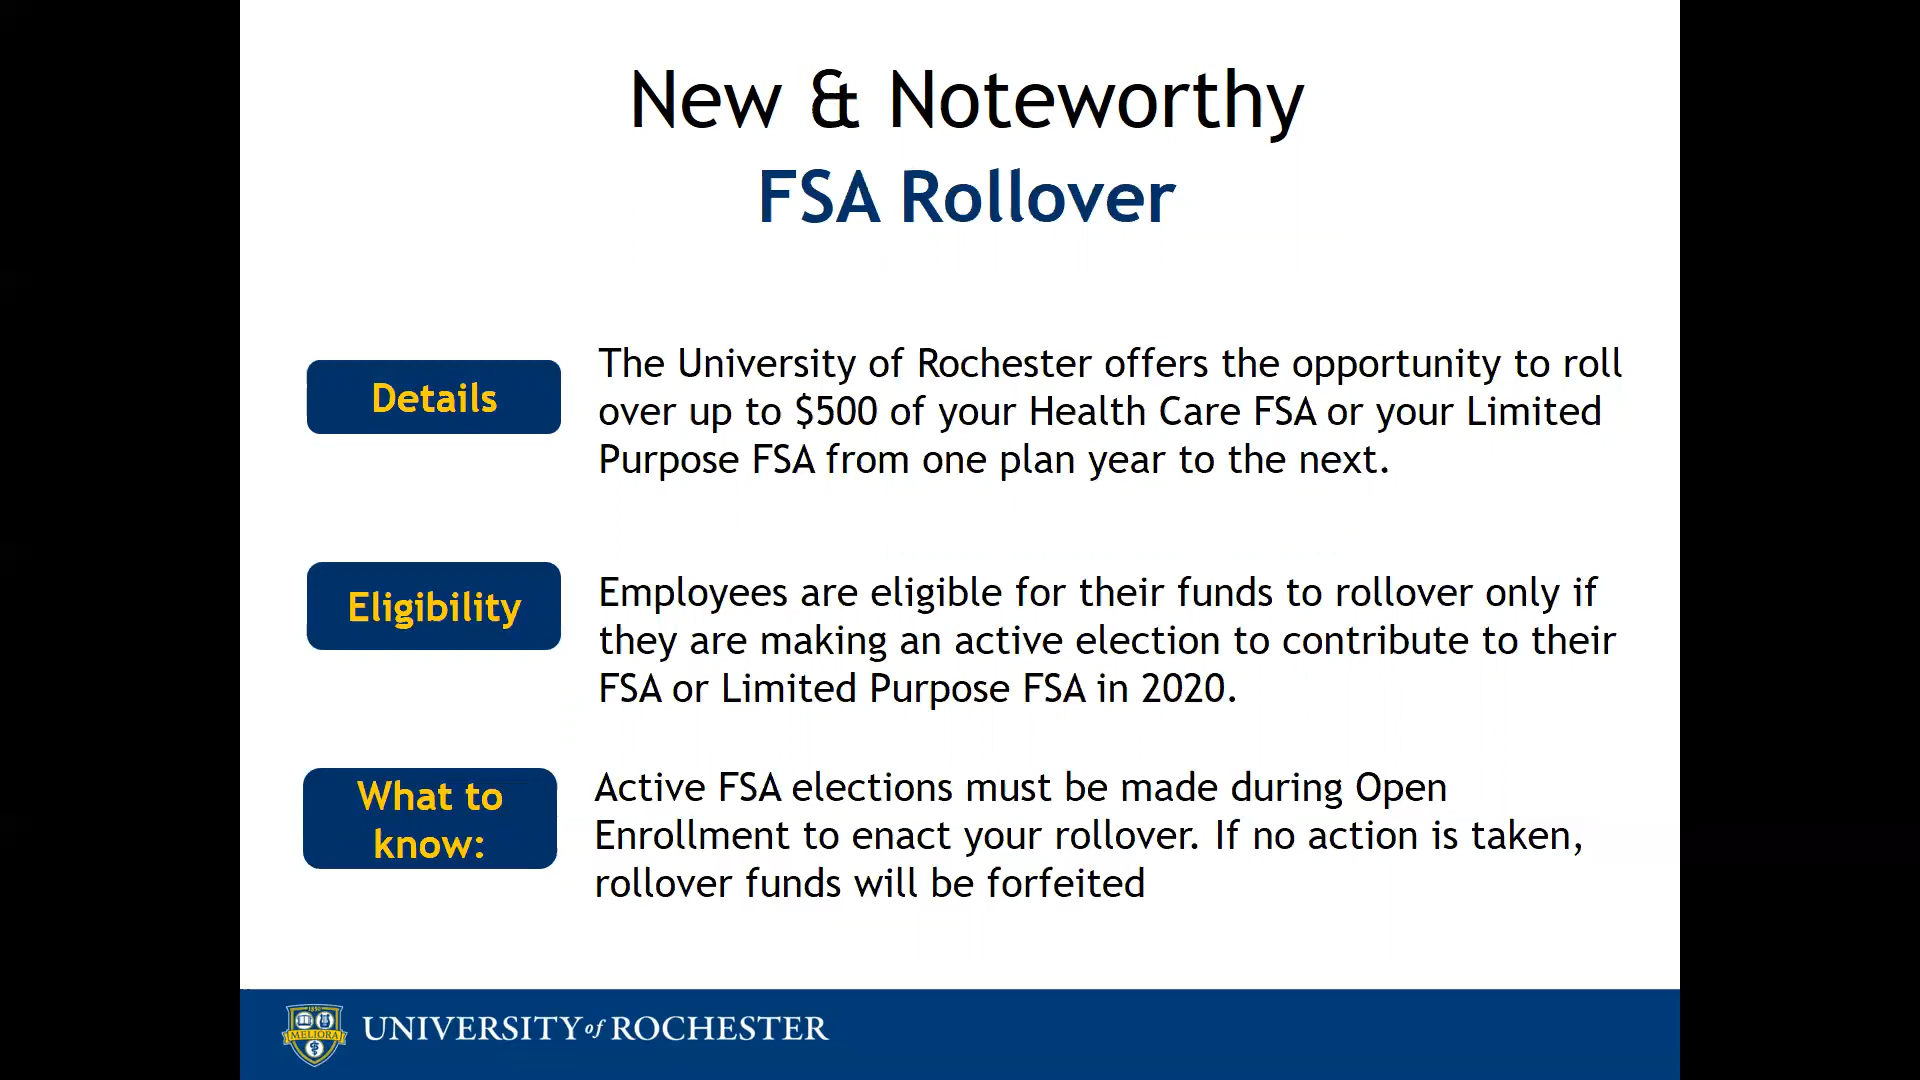 New & Noteworthy
FSA Rollover
Details
The University of Rochester offers the opportunity to roll
over up to $500 of your Health Care FSA or your Limited
Purpose FSA from one plan year to the next.
Eligibility
Employees are eligible for their funds to rollover only if
they are making an active election to contribute to their
FSA or Limited Purpose FSA in 2020.
What to
know:
Active FSA elections must be made during Open
Enrollment to enact your rollover. If no action is taken,
rollover funds will be forfeited
1850
MELIORA
UNIVERSITY of ROCHESTER